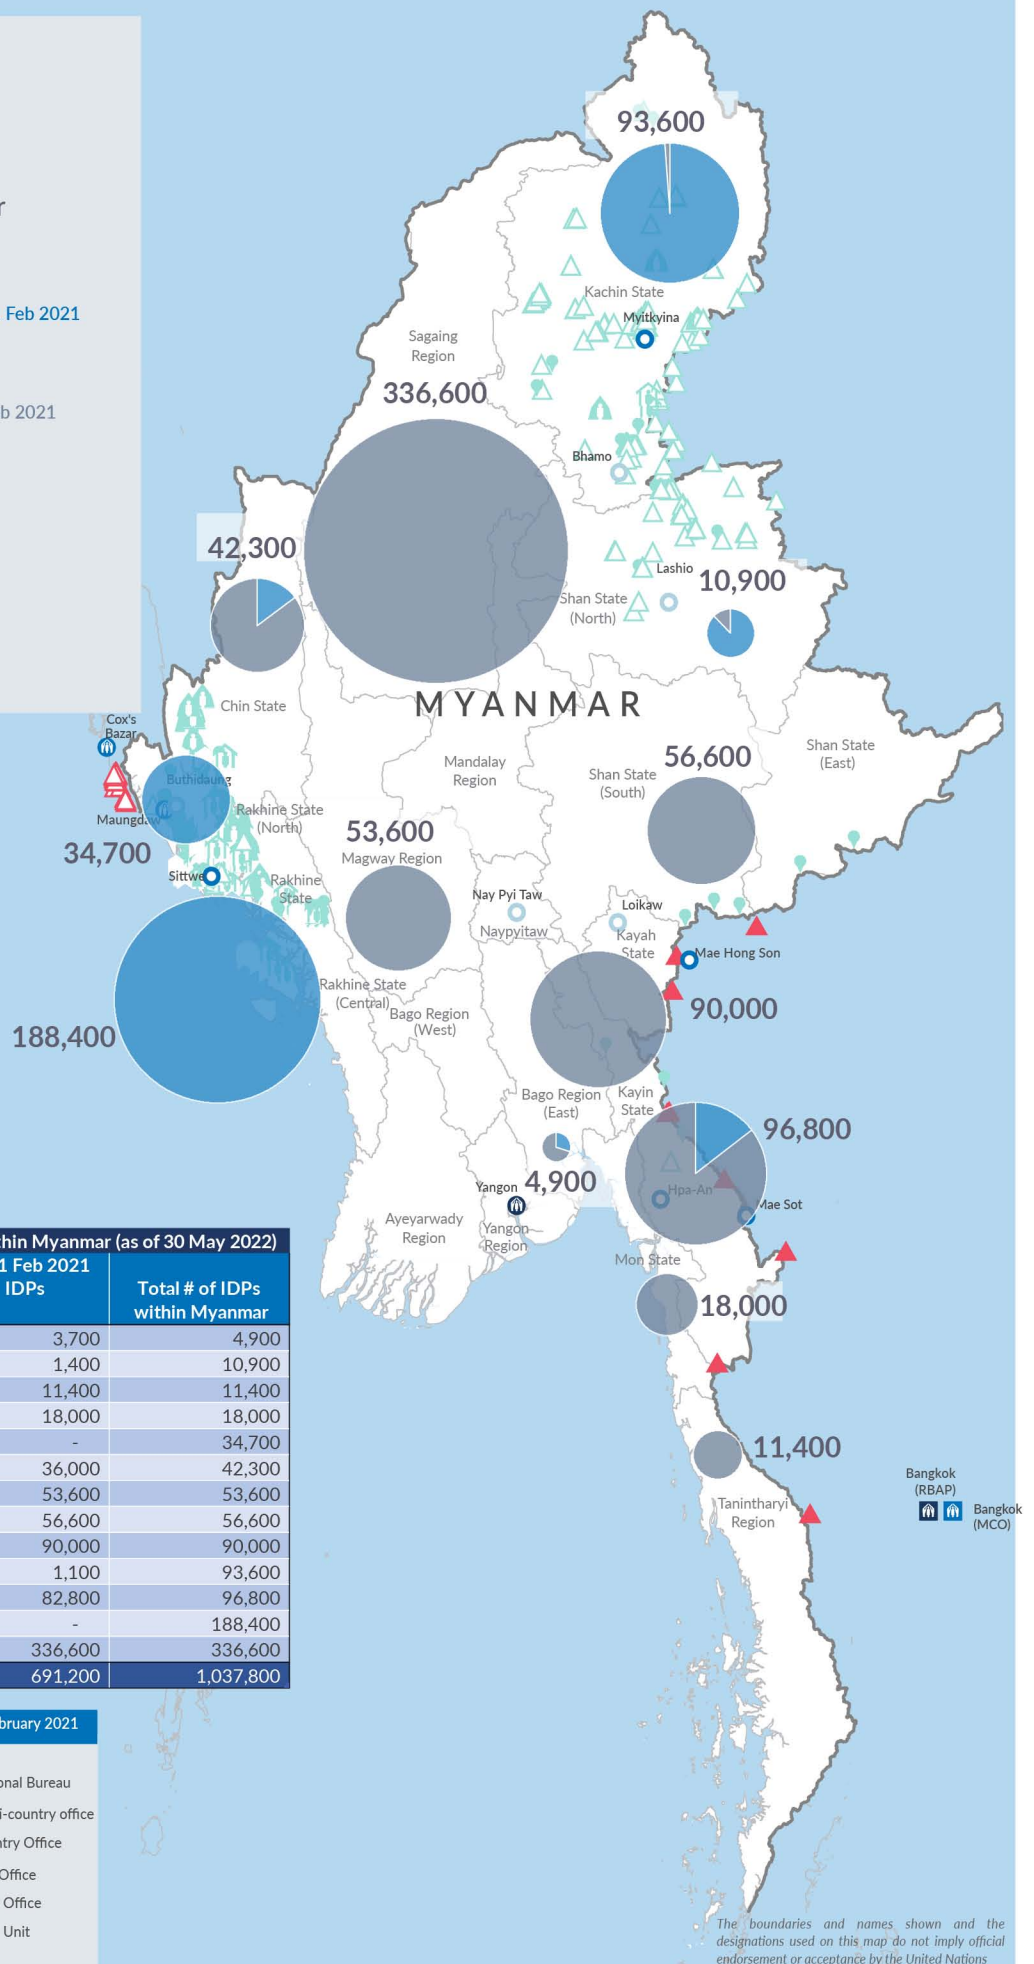 r
Feb 2021
b 2021
93,600
Kachin State
Myitkyina
Sagaing
Region
336,600
Bhamo
42,300
Lashio
10,900
Shan State
(North)
MYANMAR
Chin State
Cox's
Bazar
Buthidaung
Maungdaw
34,700
Rakhine State
(North)
Mandalay
Region
Shan State
(South)
56,600
Shan State
(East)
53,600
Magway Region
Sittwe
Rakhine
State
Nay Pyi Taw
Naypyitaw
Loikaw
Kayah
State
Mae Hong Son
90,000
Rakhine State
(Central)
Bago Region
(West)
188,400
Bago Region
(East)
Kayin
State
96,800
4,900
Yangon
Hpa-An
Mae Sot
Ayeyarwady
Region
Yangon
Region
Mon State
18,000
11,400
Tanintharyi
Region
Bangkok
(RBAP)
Bangkok
(MCO)
hin Myanmar (as of 30 May 2022)
1 Feb 2021
IDPs
Total # of IDPs
within Myanmar
3,700 4,900
1,400 10,900
11,400 11,400
18,000 18,000
- 34,700
36,000 42,300
53,600 53,600
56,600 56,600
90,000 90,000
1,100 93,600
82,800 96,800
- 188,400
336,600 336,600
691,200 1,037,800
bruary 2021
onal Bureau
i-country office
ntry Office
Office
Office
Unit
The boundaries and names shown and the
designations used on this map do not imply official
endorsement or acceptance by the United Nations